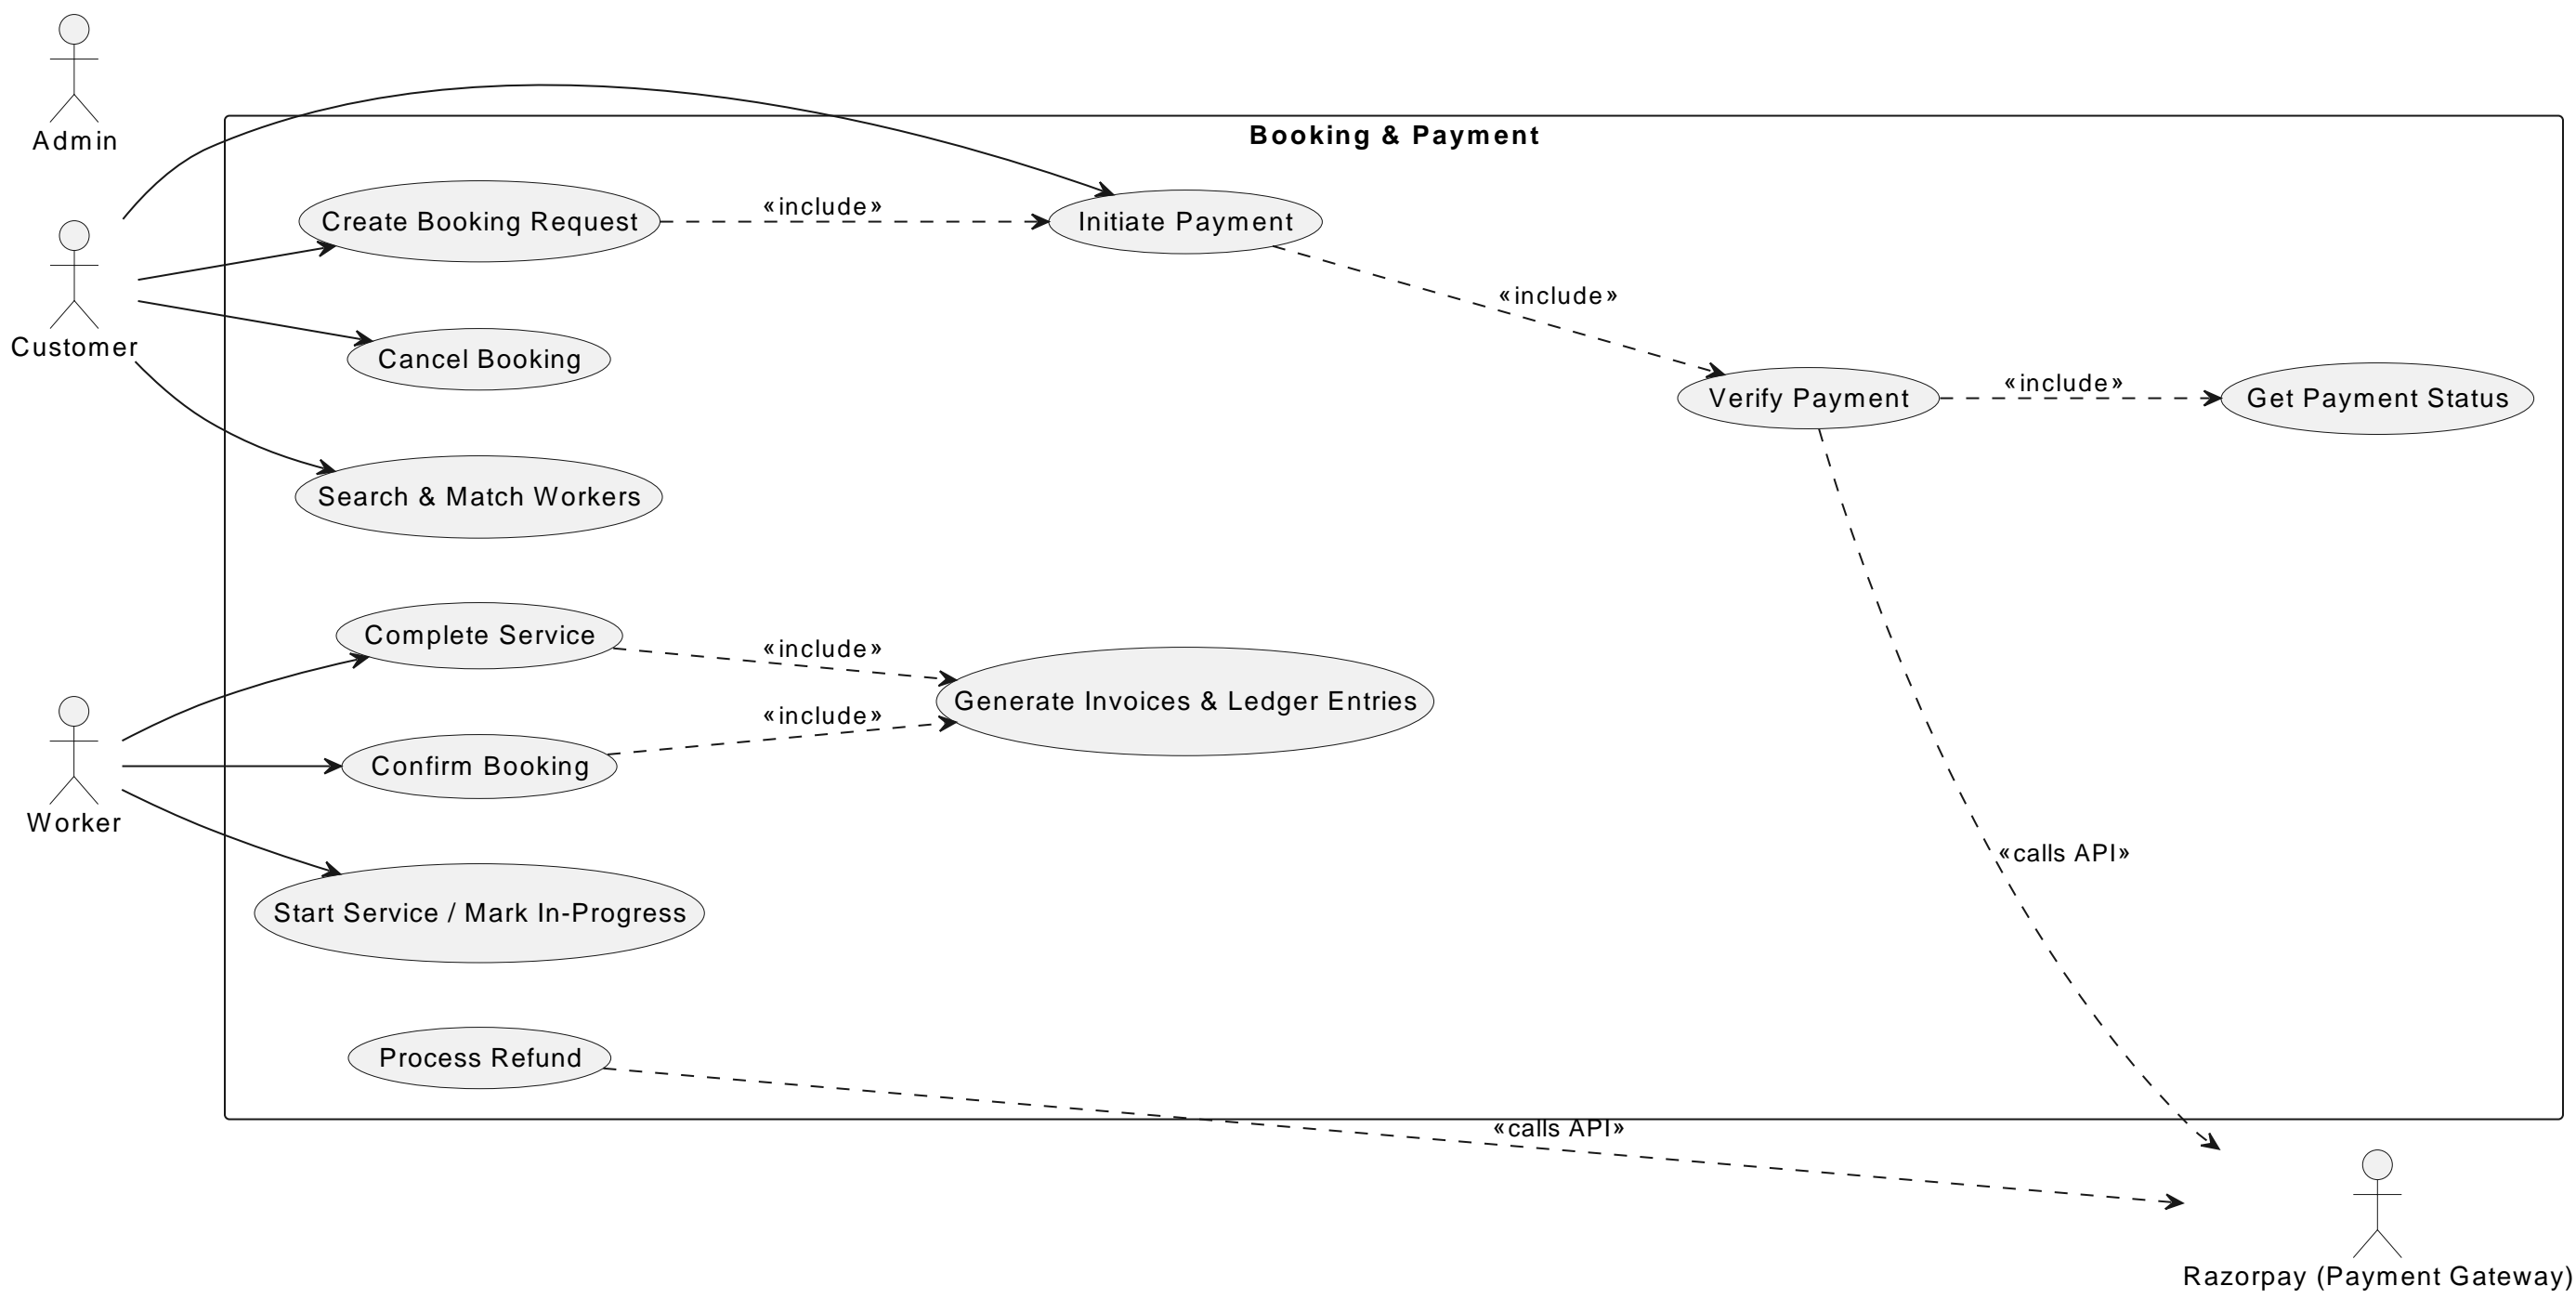 Admin
Booking & Payment
Create Booking Request
«include»
Initiate Payment
«include»
Customer
Cancel Booking
Verify Payment
«include»
Get Payment Status
Search & Match Workers
Complete Service
«include»
Generate Invoices & Ledger Entries
«include»
Confirm Booking
Worker
«calls API»
Start Service / Mark In-Progress
Process Refund
«calls API»
Razorpay (Payment Gateway)